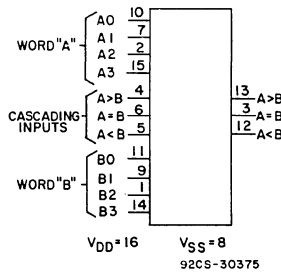 WORD "A"
A0 10
A1 7
A2 2
A3 15
CASCADING INPUTS
A>B 4
A=B 6
A<B 5
WORD "B"
B0 11
B1 9
B2 1
B3 14
13 A>B
3 A=B
12 A<B
VDD=16 VSS=8
92CS-30375